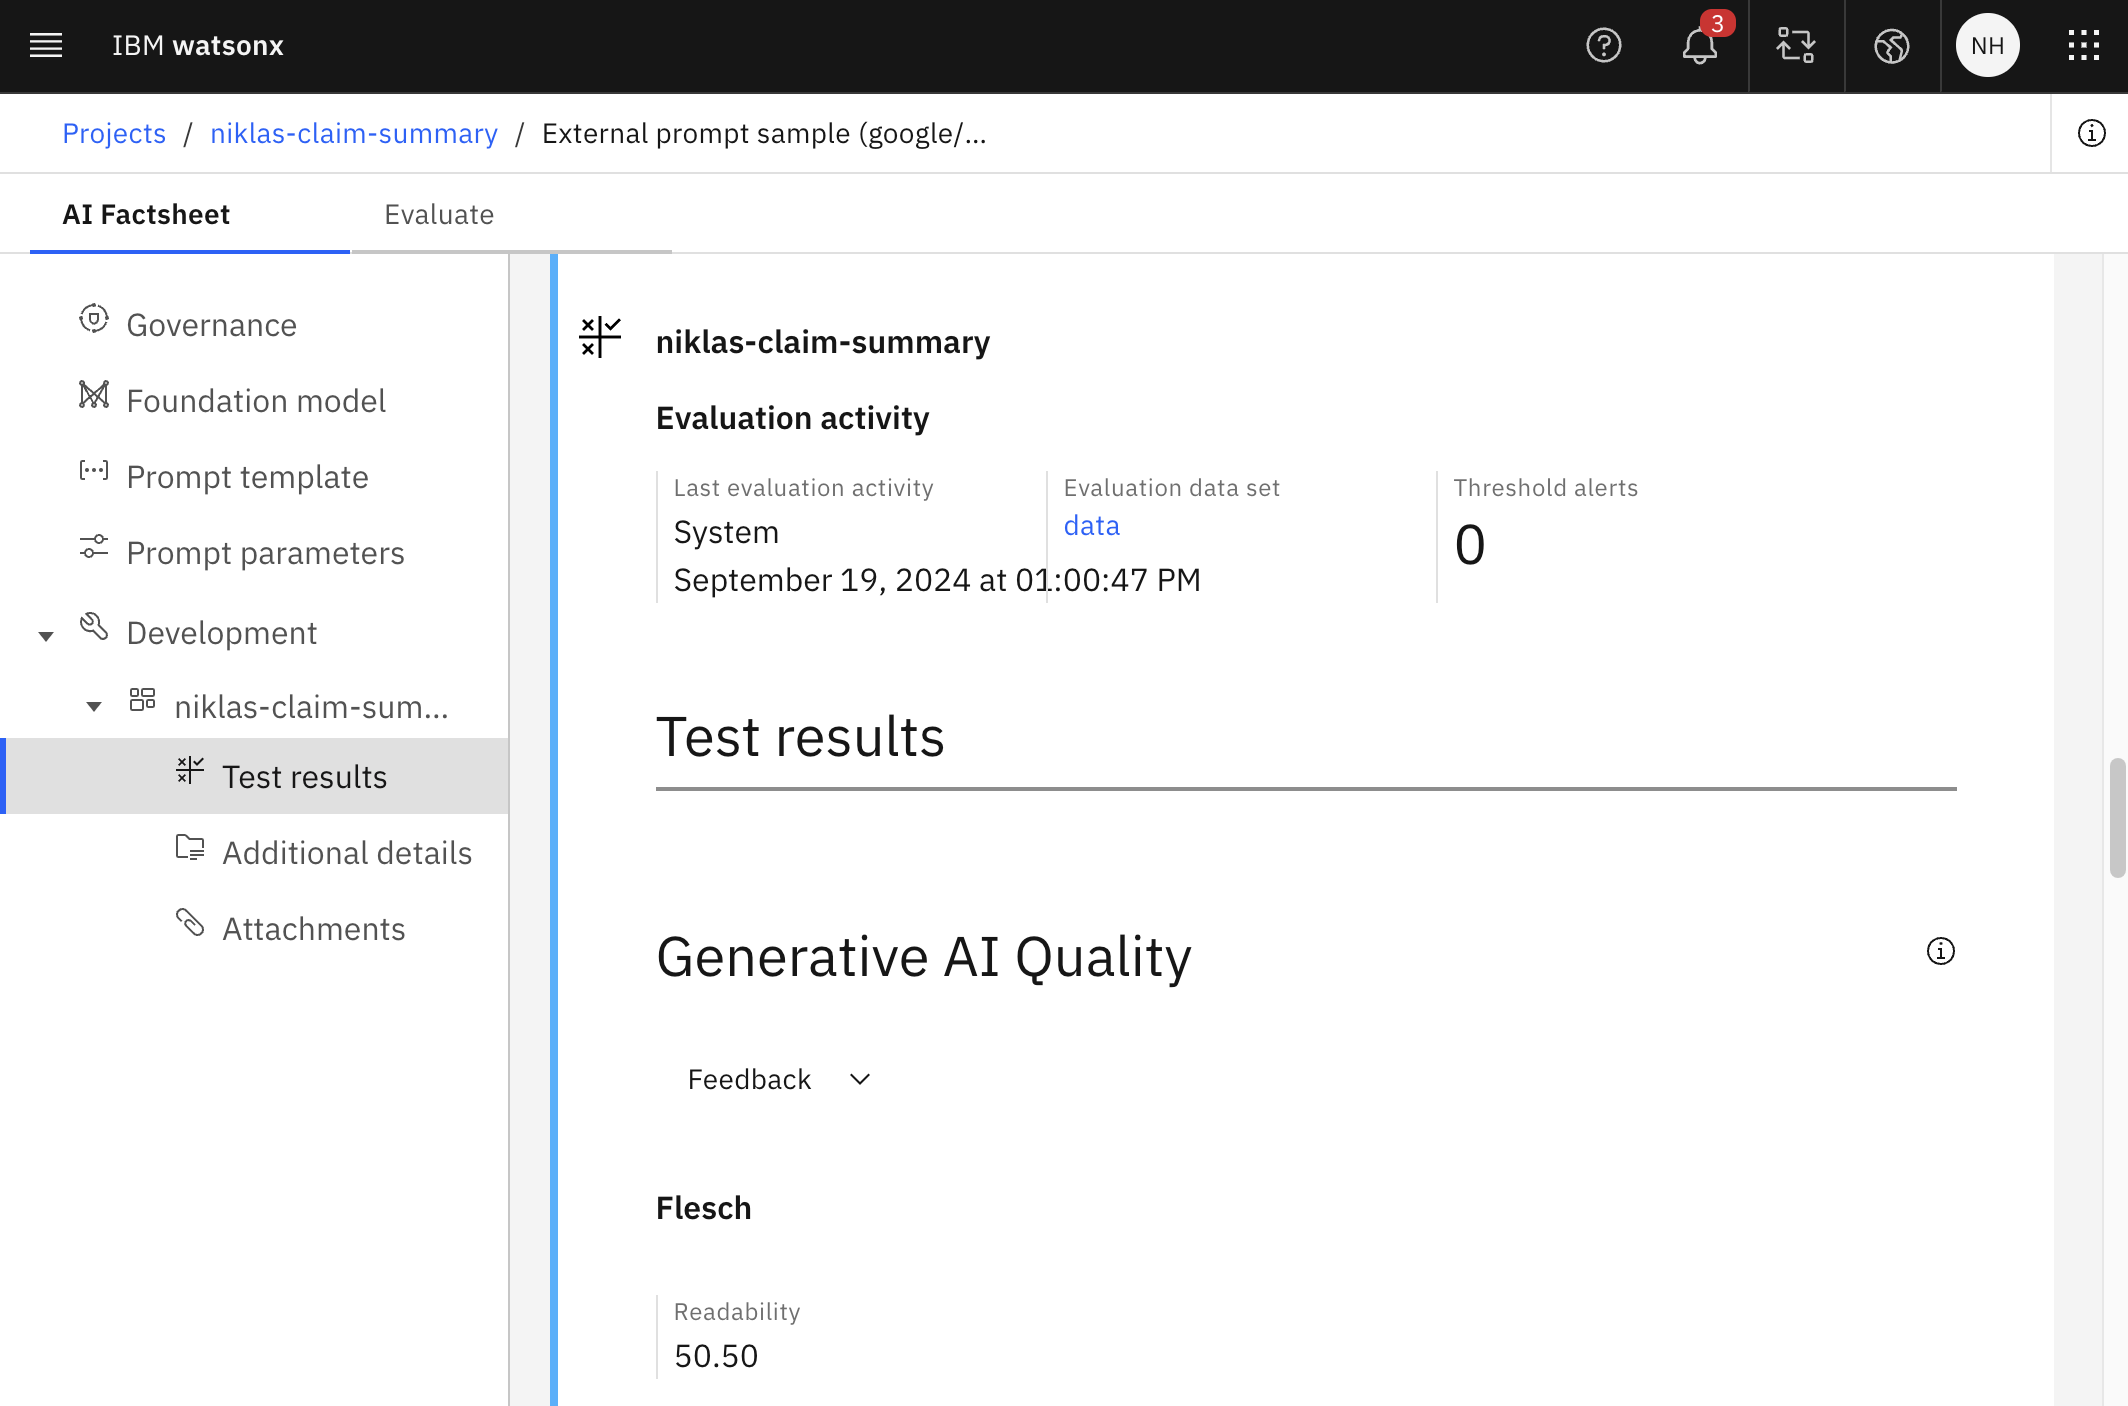 IBM watsonx
3
NH
Projects / niklas-claim-summary / External prompt sample (google/...
AI Factsheet
Evaluate
Governance
Foundation model
Prompt template
Prompt parameters
Development
niklas-claim-sum...
Test results
Additional details
Attachments
niklas-claim-summary
Evaluation activity
Last evaluation activity
System
September 19, 2024 at 01:00:47 PM
Evaluation data set
data
Threshold alerts
0
Test results
Generative AI Quality
Feedback
Flesch
Readability
50.50